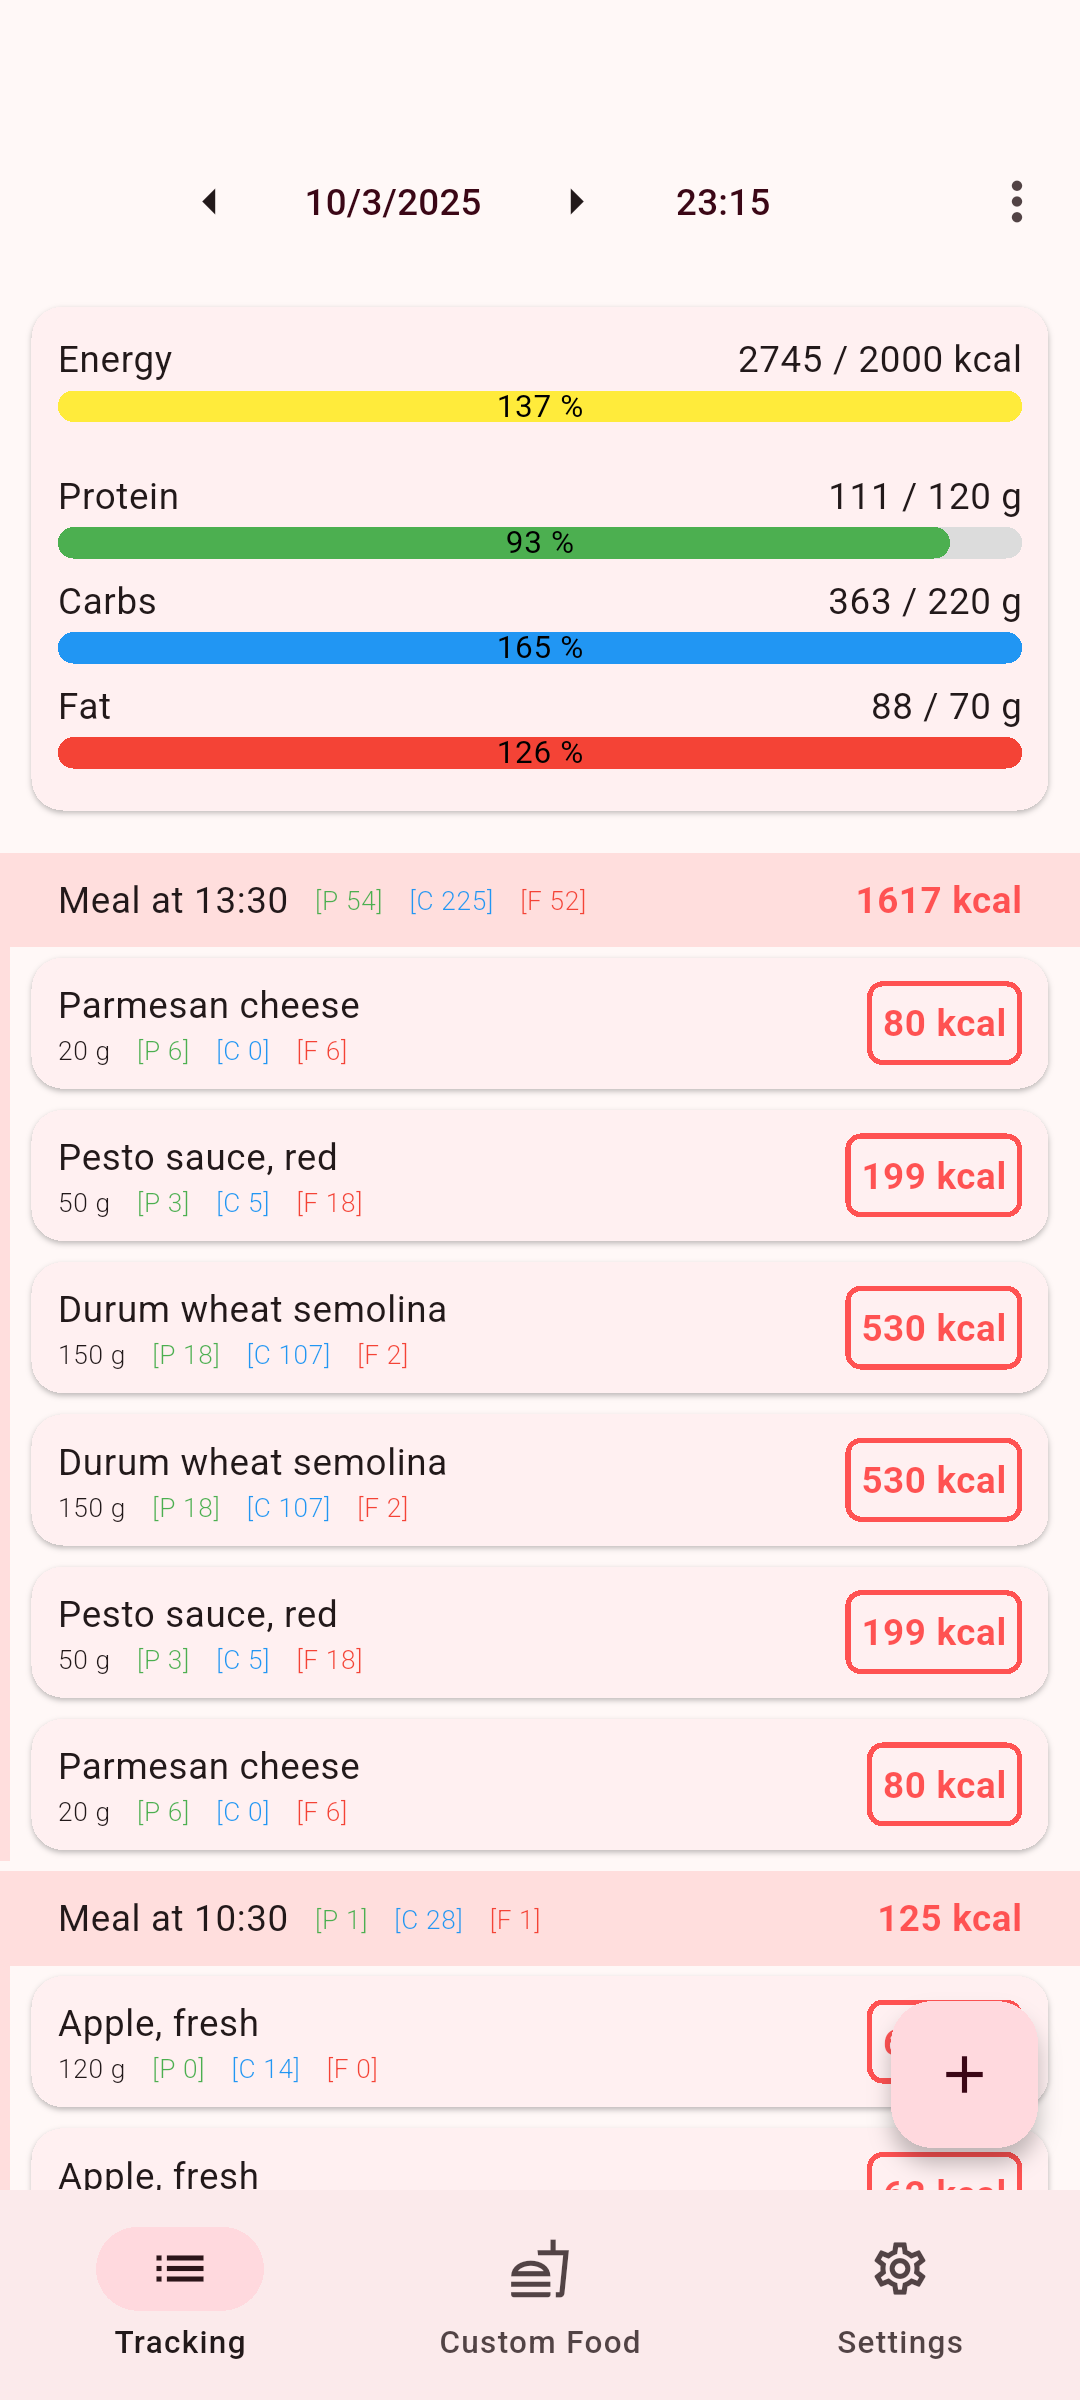 10/3/2025 23:15
Energy 2745 / 2000 kcal
137 %
Protein 111 / 120 g
93 %
Carbs 363 / 220 g
165 %
Fat 88 / 70 g
126 %
Meal at 13:30 [P 54] [C 225] [F 52] 1617 kcal
Parmesan cheese
20 g [P 6] [C 0] [F 6] 80 kcal
Pesto sauce, red
50 g [P 3] [C 5] [F 18] 199 kcal
Durum wheat semolina
150 g [P 18] [C 107] [F 2] 530 kcal
Durum wheat semolina
150 g [P 18] [C 107] [F 2] 530 kcal
Pesto sauce, red
50 g [P 3] [C 5] [F 18] 199 kcal
Parmesan cheese
20 g [P 6] [C 0] [F 6] 80 kcal
Meal at 10:30 [P 1] [C 28] [F 1] 125 kcal
Apple, fresh
120 g [P 0] [C 14] [F 0]
Apple, fresh
kcal
Tracking Custom Food Settings